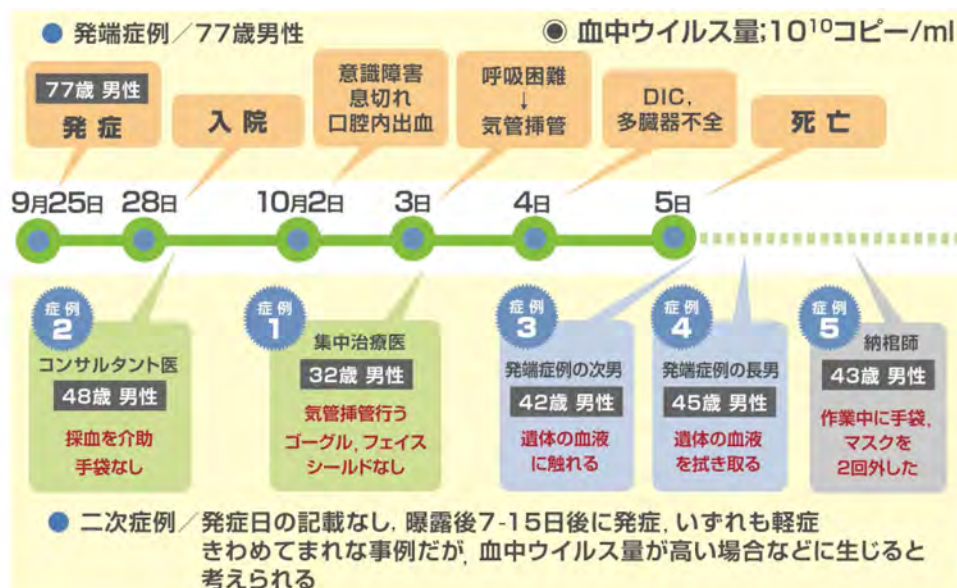 ● 発端症例／77歳男性
◉ 血中ウイルス量;10¹⁰コピー/ml
77歳 男性
発症
入院
意識障害
息切れ
口腔内出血
呼吸困難
↓
気管挿管
DIC,
多臓器不全
死亡
9月25日
28日
10月2日
3日
4日
5日
症例
2
コンサルタント医
48歳 男性
採血を介助
手袋なし
症例
1
集中治療医
32歳 男性
気管挿管行う
ゴーグル,フェイス
シールドなし
症例
3
発端症例の次男
42歳 男性
遺体の血液
に触れる
症例
4
発端症例の長男
45歳 男性
遺体の血液
を拭き取る
症例
5
納棺師
43歳 男性
作業中に手袋,
マスクを
2回外した
● 二次症例／発症日の記載なし, 曝露後7-15日後に発症, いずれも軽症
きわめてまれな事例だが, 血中ウイルス量が高い場合などに生じると
考えられる